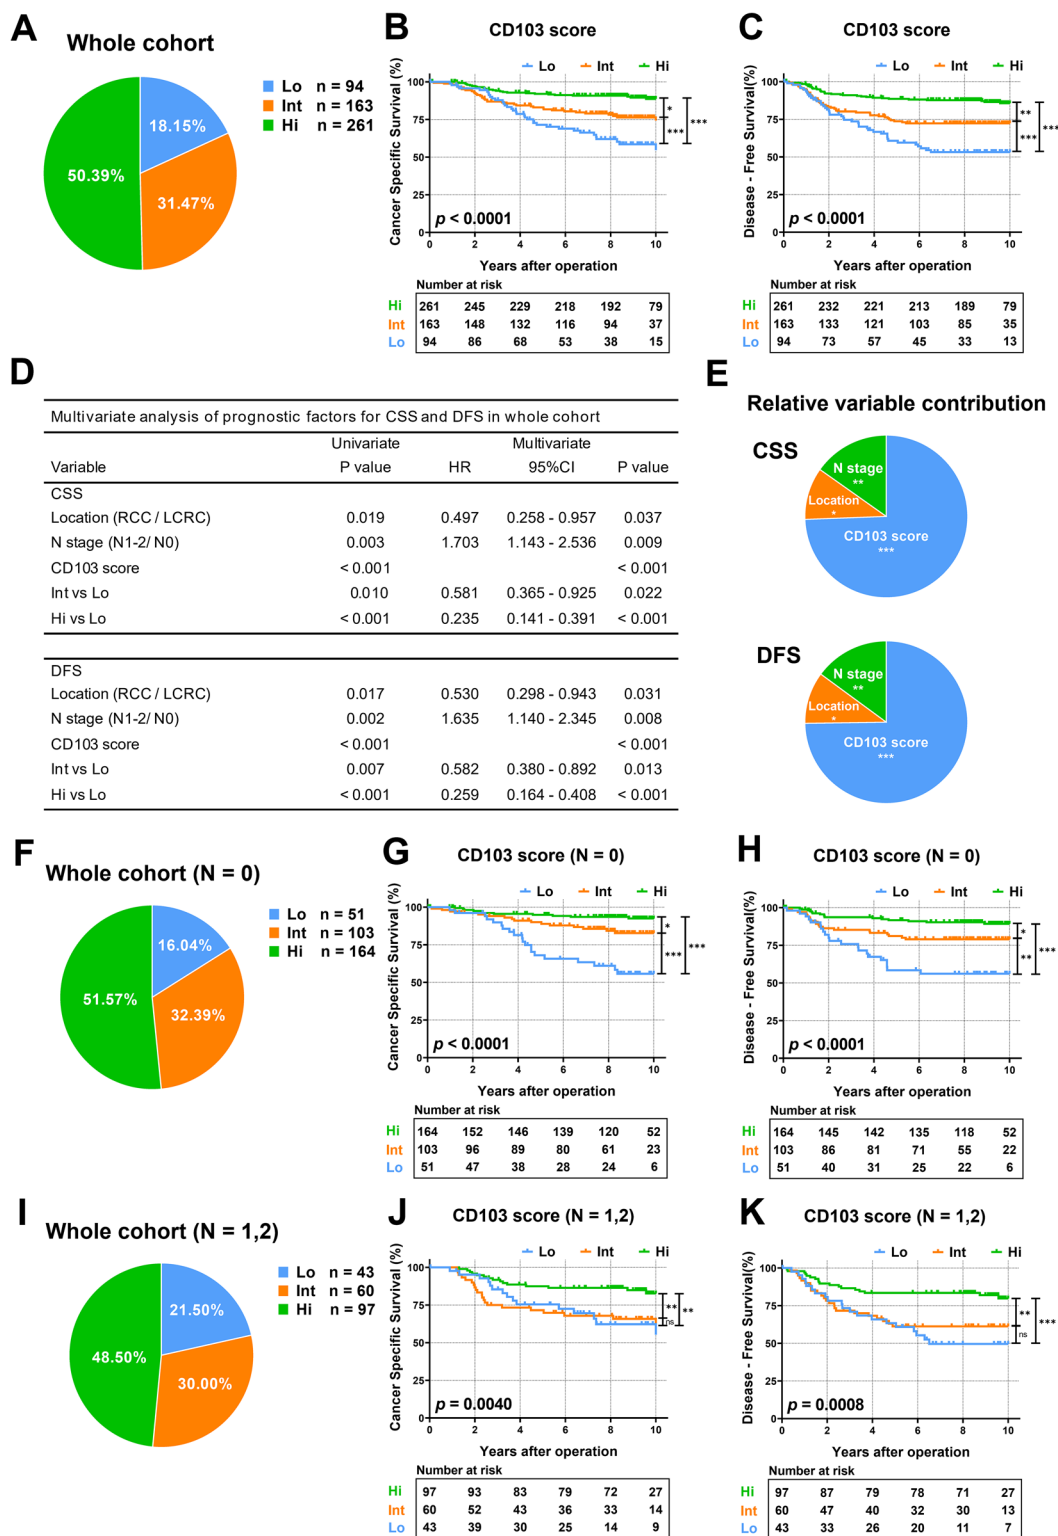 A
Whole cohort
Lo n = 94
Int n = 163
Hi n = 261
18.15%
50.39%
31.47%
B
CD103 score
Lo Int Hi
Cancer Specific Survival(%)
100
75
50
25
0
*
***
***
p < 0.0001
0 2 4 6 8 10
Years after operation
Number at risk
Hi 261 245 229 218 192 79
Int 163 148 132 116 94 37
Lo 94 86 68 53 38 15
C
CD103 score
Lo Int Hi
Disease - Free Survival(%)
100
75
50
25
0
**
***
***
p < 0.0001
0 2 4 6 8 10
Years after operation
Number at risk
Hi 261 232 221 213 189 79
Int 163 133 121 103 85 35
Lo 94 73 57 45 33 13
D
Multivariate analysis of prognostic factors for CSS and DFS in whole cohort
Univariate Multivariate
Variable P value HR 95%CI P value
CSS
Location (RCC / LCRC) 0.019 0.497 0.258 - 0.957 0.037
N stage (N1-2/ N0) 0.003 1.703 1.143 - 2.536 0.009
CD103 score < 0.001 < 0.001
Int vs Lo 0.010 0.581 0.365 - 0.925 0.022
Hi vs Lo < 0.001 0.235 0.141 - 0.391 < 0.001
DFS
Location (RCC / LCRC) 0.017 0.530 0.298 - 0.943 0.031
N stage (N1-2/ N0) 0.002 1.635 1.140 - 2.345 0.008
CD103 score < 0.001 < 0.001
Int vs Lo 0.007 0.582 0.380 - 0.892 0.013
Hi vs Lo < 0.001 0.259 0.164 - 0.408 < 0.001
E
Relative variable contribution
CSS
N stage
**
Location
*
CD103 score
***
DFS
N stage
**
Location
*
CD103 score
***
F
Whole cohort (N = 0)
Lo n = 51
Int n = 103
Hi n = 164
16.04%
51.57%
32.39%
G
CD103 score (N = 0)
Lo Int Hi
Cancer Specific Survival (%)
100
75
50
25
0
*
***
***
p < 0.0001
0 2 4 6 8 10
Years after operation
Number at risk
Hi 164 152 146 139 120 52
Int 103 96 89 80 61 23
Lo 51 47 38 28 24 6
H
CD103 score (N = 0)
Lo Int Hi
Disease - Free Survival (%)
100
75
50
25
0
*
**
***
p < 0.0001
0 2 4 6 8 10
Years after operation
Number at risk
Hi 164 145 142 135 118 52
Int 103 86 81 71 55 22
Lo 51 40 31 25 22 6
I
Whole cohort (N = 1,2)
Lo n = 43
Int n = 60
Hi n = 97
21.50%
48.50%
30.00%
J
CD103 score (N = 1,2)
Lo Int Hi
Cancer Specific Survival (%)
100
75
50
25
0
**
ns
**
p = 0.0040
0 2 4 6 8 10
Years after operation
Number at risk
Hi 97 93 83 79 72 27
Int 60 52 43 36 33 14
Lo 43 39 30 25 14 9
K
CD103 score (N = 1,2)
Lo Int Hi
Disease - Free Survival(%)
100
75
50
25
0
**
ns
***
p = 0.0008
0 2 4 6 8 10
Years after operation
Number at risk
Hi 97 87 79 78 71 27
Int 60 47 40 32 30 13
Lo 43 33 26 20 11 7